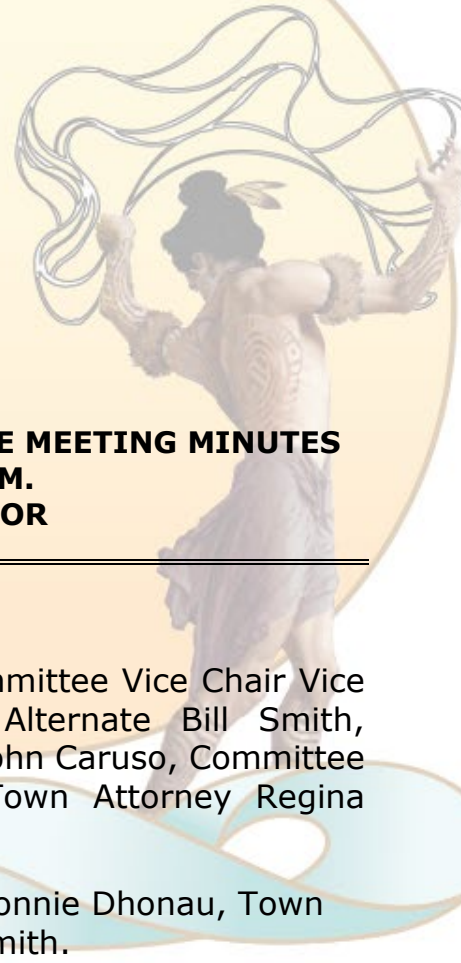 E MEETING MINUTES
M.
OR
mmittee Vice Chair Vice
Alternate Bill Smith,
ohn Caruso, Committee
Town Attorney Regina
onnie Dhonau, Town
mith.